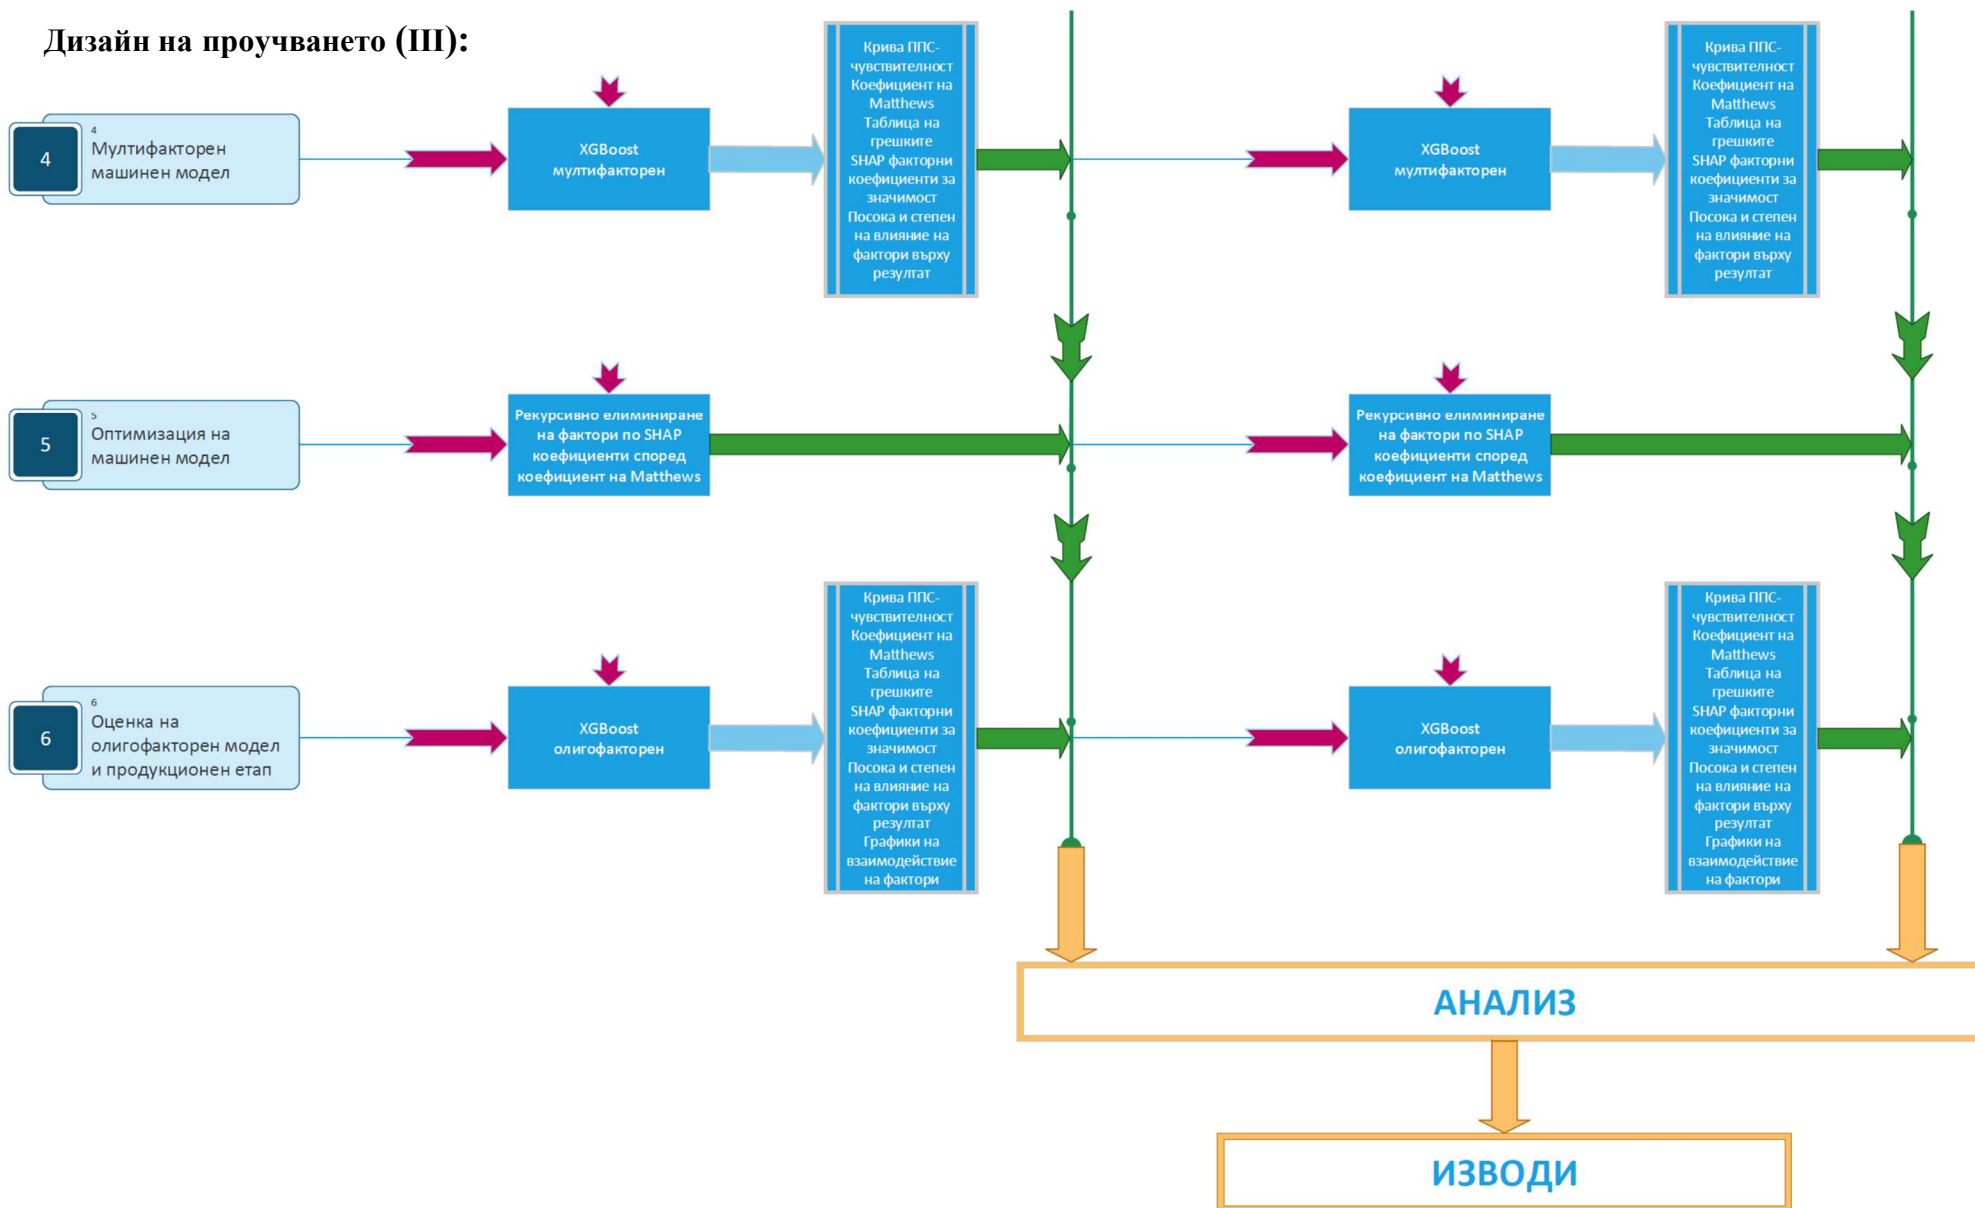 Дизайн на проучването (III):
4
4
Мултифакторен
машинен модел
XGBoost
мултифакторен
Крива ППС-
чувствителност
Коефициент на
Matthews
Таблица на
грешките
SHAP факторни
коефициенти за
значимост
Посока и степен
на влияние на
фактори върху
резултат
XGBoost
мултифакторен
Крива ППС-
чувствителност
Коефициент на
Matthews
Таблица на
грешките
SHAP факторни
коефициенти за
значимост
Посока и степен
на влияние на
фактори върху
резултат
5
5
Оптимизация на
машинен модел
Рекурсивно елиминиране
на фактори по SHAP
коефициенти според
коефициент на Matthews
Рекурсивно елиминиране
на фактори по SHAP
коефициенти според
коефициент на Matthews
6
6
Оценка на
олигофакторен модел
и продукционен етап
XGBoost
олигофакторен
Крива ППС-
чувствителност
Коефициент на
Matthews
Таблица на
грешките
SHAP факторни
коефициенти за
значимост
Посока и степен
на влияние на
фактори върху
резултат
Графики на
взаимодействие
на фактори
XGBoost
олигофакторен
Крива ППС-
чувствителност
Коефициент на
Matthews
Таблица на
грешките
SHAP факторни
коефициенти за
значимост
Посока и степен
на влияние на
фактори върху
резултат
Графики на
взаимодействие
на фактори
АНАЛИЗ
ИЗВОДИ